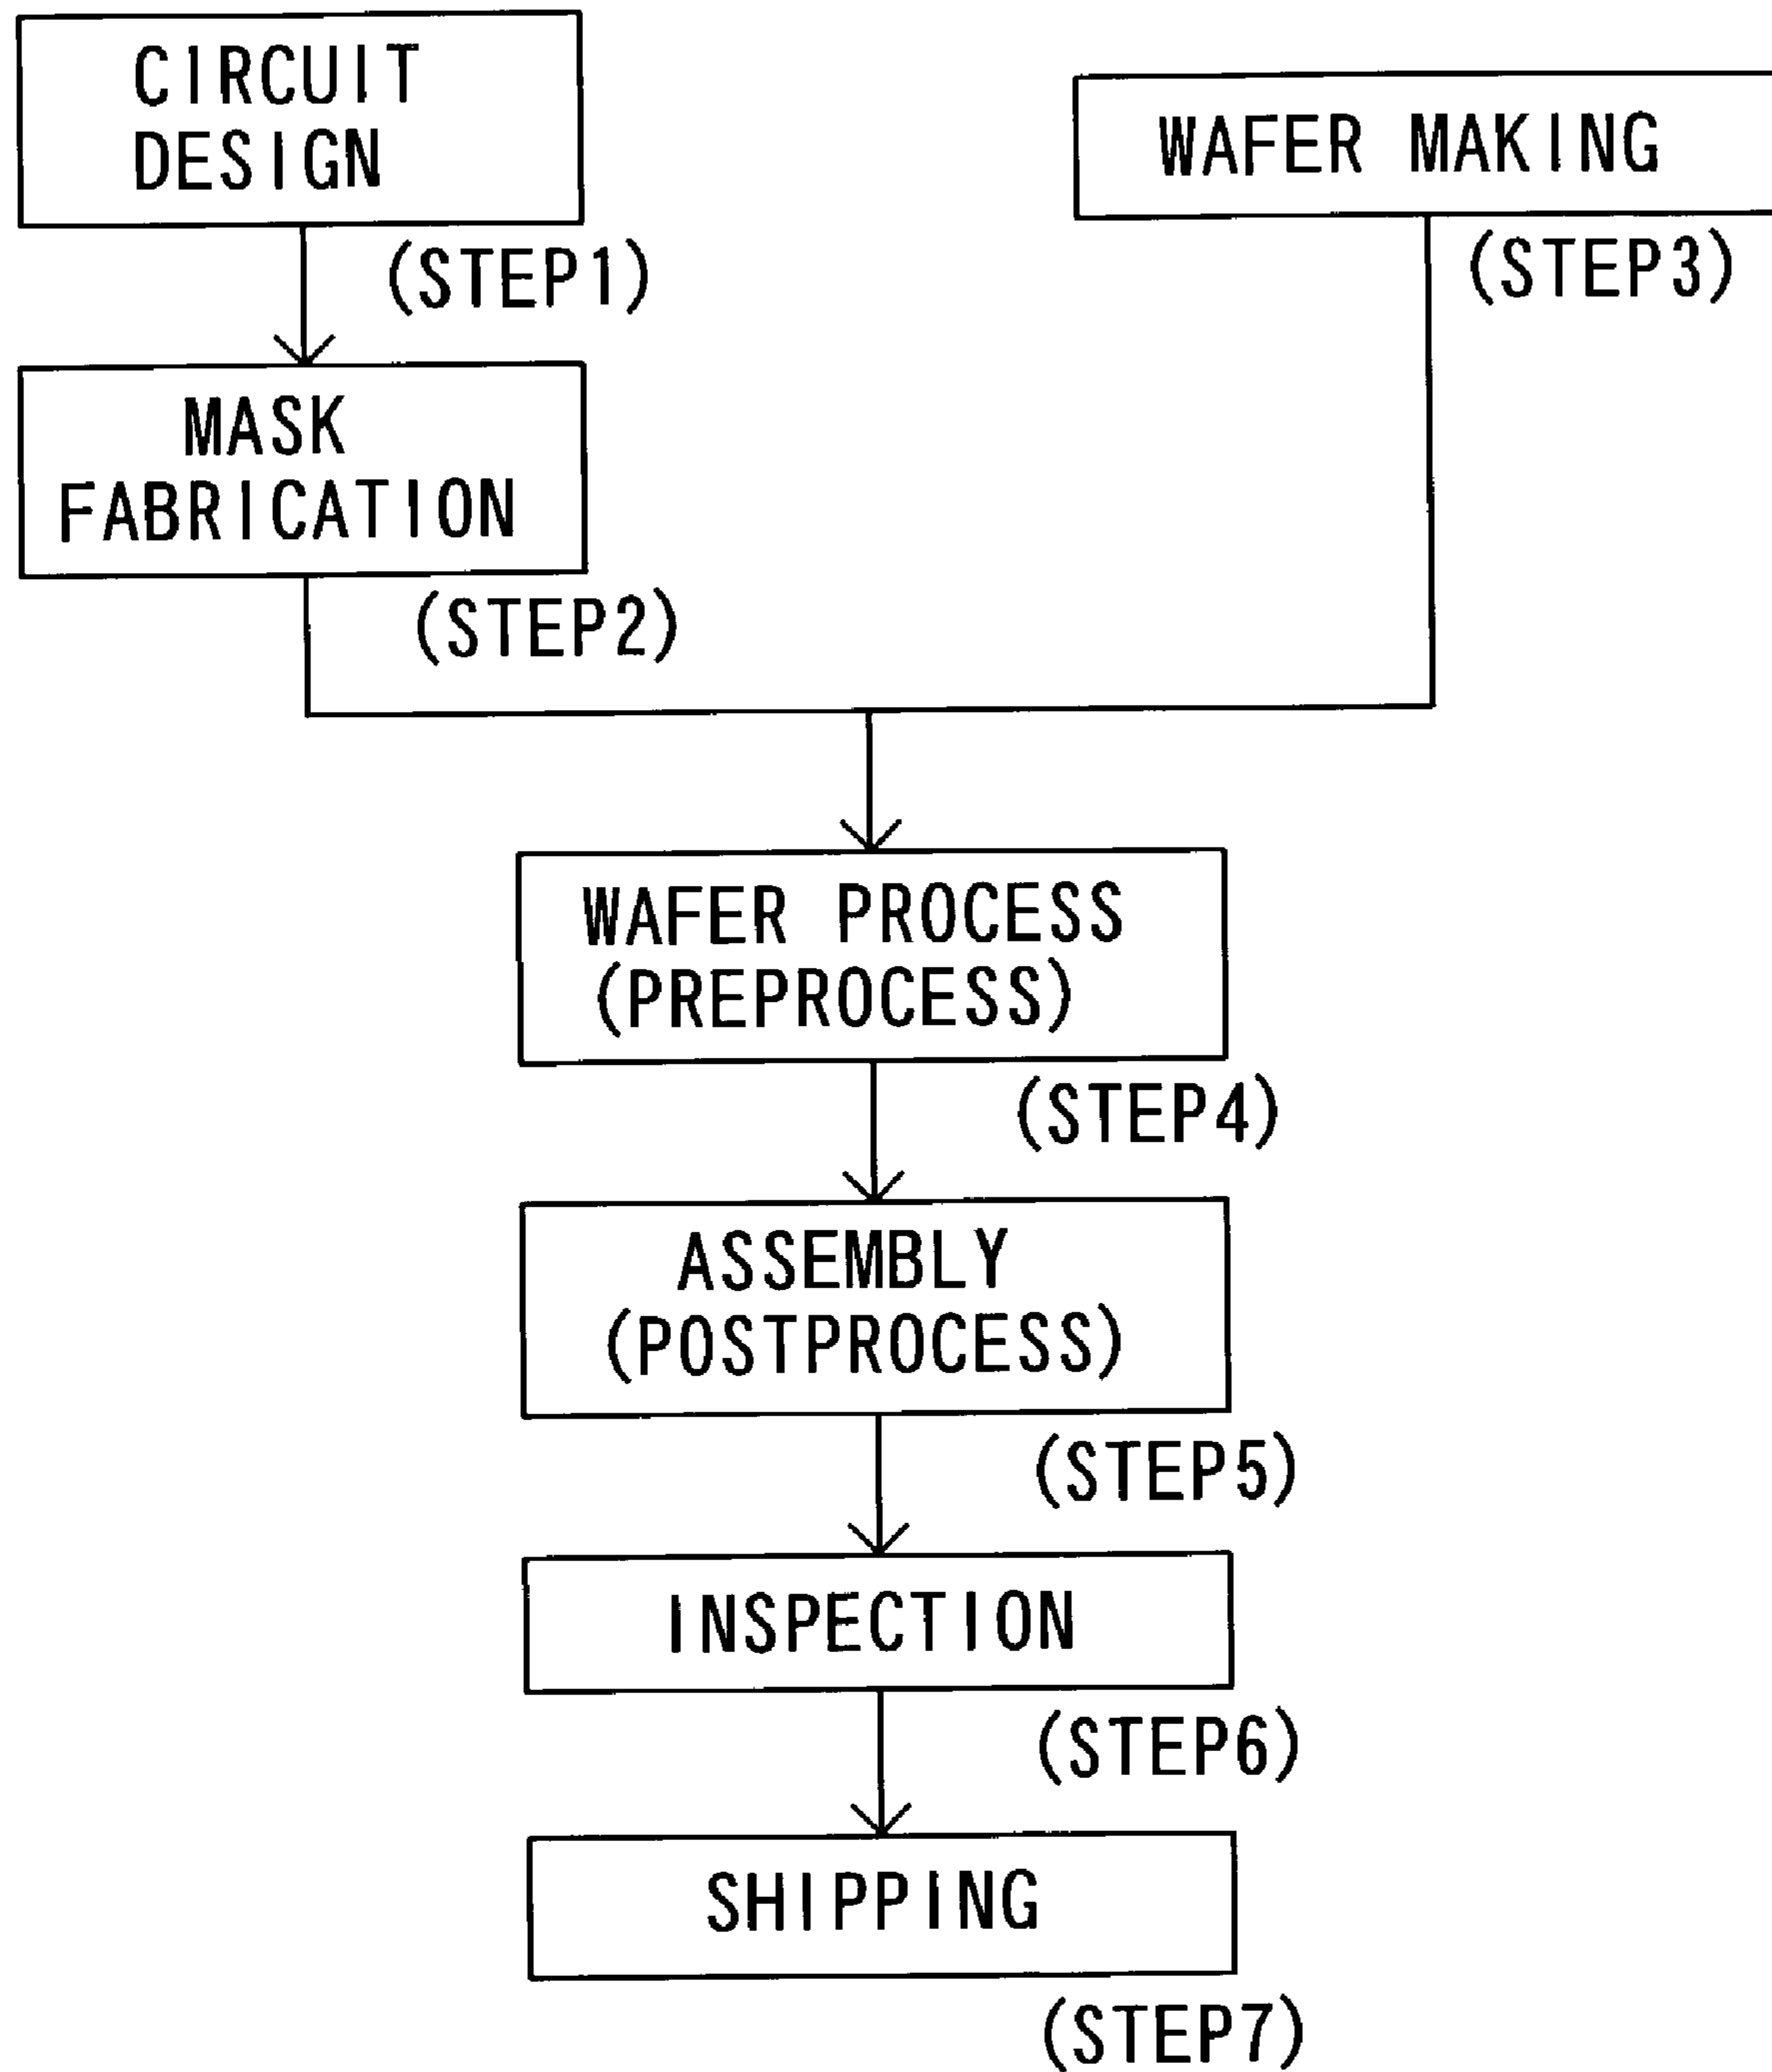 CIRCUIT
DESIGN
(STEP1)
MASK
FABRICATION
(STEP2)
WAFER MAKING
(STEP3)
WAFER PROCESS
(PREPROCESS)
(STEP4)
ASSEMBLY
(POSTPROCESS)
(STEP5)
INSPECTION
(STEP6)
SHIPPING
(STEP7)